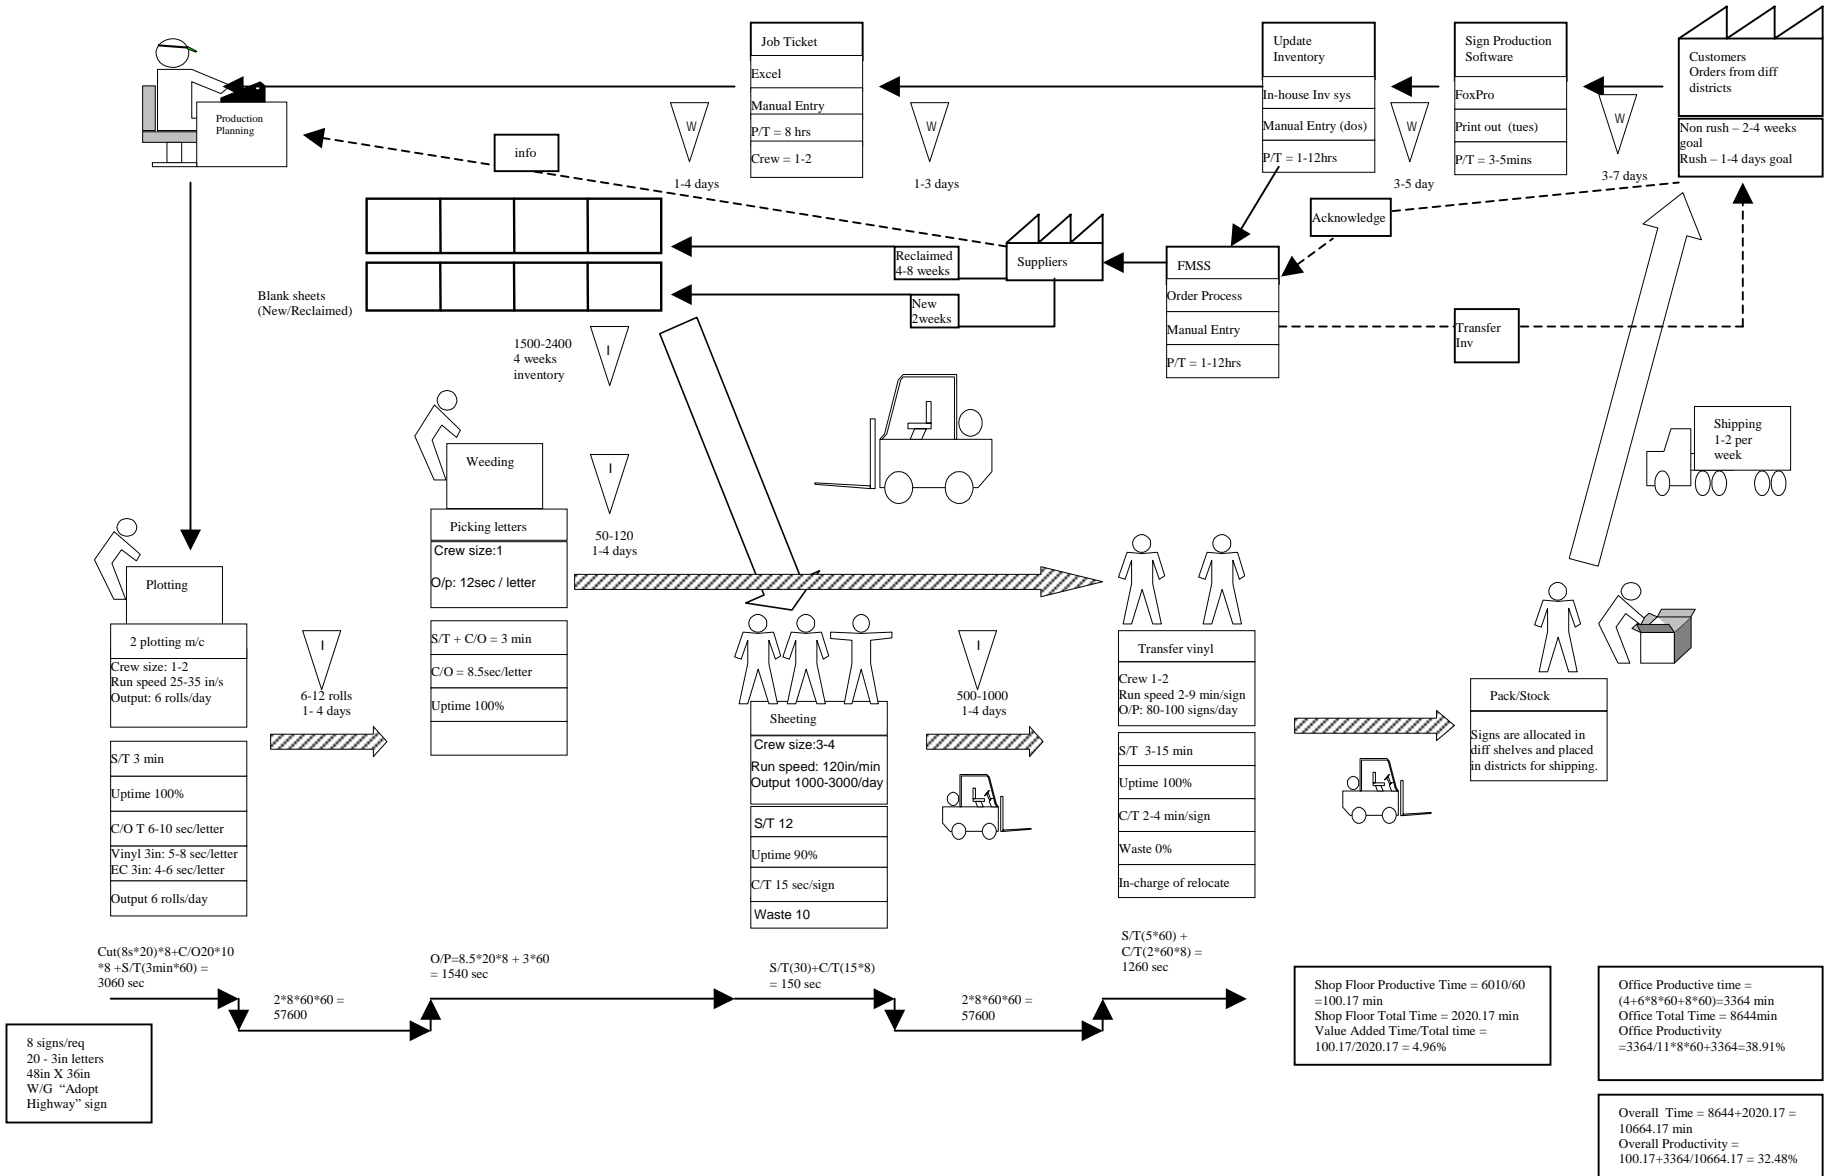 Job Ticket
Excel
Manual Entry
P/T = 8 hrs
Crew = 1-2
Update
Inventory
In-house Inv sys
Manual Entry (dos)
P/T = 1-12hrs
Sign Production
Software
FoxPro
Print out (tues)
P/T = 3-5mins
Customers
Orders from diff
districts
Non rush – 2-4 weeks
goal
Rush – 1-4 days goal
Production
Planning
info
W
1-4 days
W
1-3 days
W
3-5 day
W
3-7 days
Acknowledge
Reclaimed
4-8 weeks
Suppliers
FMSS
Order Process
Manual Entry
P/T = 1-12hrs
New
2weeks
Transfer
Inv
Blank sheets
(New/Reclaimed)
1500-2400
4 weeks
inventory
I
Shipping
1-2 per
week
Weeding
Picking letters
Crew size:1
O/p: 12sec / letter
S/T + C/O = 3 min
C/O = 8.5sec/letter
Uptime 100%
I
50-120
1-4 days
Plotting
2 plotting m/c
Crew size: 1-2
Run speed 25-35 in/s
Output: 6 rolls/day
S/T 3 min
Uptime 100%
C/O T 6-10 sec/letter
Vinyl 3in: 5-8 sec/letter
EC 3in: 4-6 sec/letter
Output 6 rolls/day
I
6-12 rolls
1- 4 days
Sheeting
Crew size:3-4
Run speed: 120in/min
Output 1000-3000/day
S/T 12
Uptime 90%
C/T 15 sec/sign
Waste 10
I
500-1000
1-4 days
Transfer vinyl
Crew 1-2
Run speed 2-9 min/sign
O/P: 80-100 signs/day
S/T 3-15 min
Uptime 100%
C/T 2-4 min/sign
Waste 0%
In-charge of relocate
Pack/Stock
Signs are allocated in
diff shelves and placed
in districts for shipping.
Cut(8s*20)*8+C/O20*10
*8 +S/T(3min*60) =
3060 sec
2*8*60*60 =
57600
O/P=8.5*20*8 + 3*60
= 1540 sec
S/T(30)+C/T(15*8)
= 150 sec
2*8*60*60 =
57600
S/T(5*60) +
C/T(2*60*8) =
1260 sec
8 signs/req
20 - 3in letters
48in X 36in
W/G “Adopt
Highway” sign
Shop Floor Productive Time = 6010/60
=100.17 min
Shop Floor Total Time = 2020.17 min
Value Added Time/Total time =
100.17/2020.17 = 4.96%
Office Productive time =
(4+6*8*60+8*60)=3364 min
Office Total Time = 8644min
Office Productivity
=3364/11*8*60+3364=38.91%
Overall Time = 8644+2020.17 =
10664.17 min
Overall Productivity =
100.17+3364/10664.17 = 32.48%